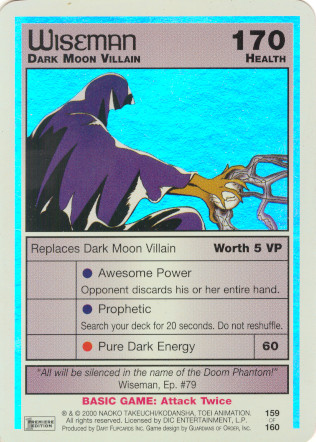 WISEMAN 170
DARK MOON VILLAIN HEALTH
Replaces Dark Moon Villain Worth 5 VP
Awesome Power
Opponent discards his or her entire hand.
Prophetic
Search your deck for 20 seconds. Do not reshuffle.
Pure Dark Energy 60
"All will be silenced in the name of the Doom Phantom!"
Wiseman, Ep. #79
BASIC GAME: Attack Twice
® & © 2000 NAOKO TAKEUCHI/KODANSHA, TOEI ANIMATION.
All rights reserved. Licensed by DIC ENTERTAINMENT, L.P.
Produced by DART FLIPCARDS INC. Game design by GUARDIANS OF ORDER, INC.
PREMIERE
EDITION
159
OF
160